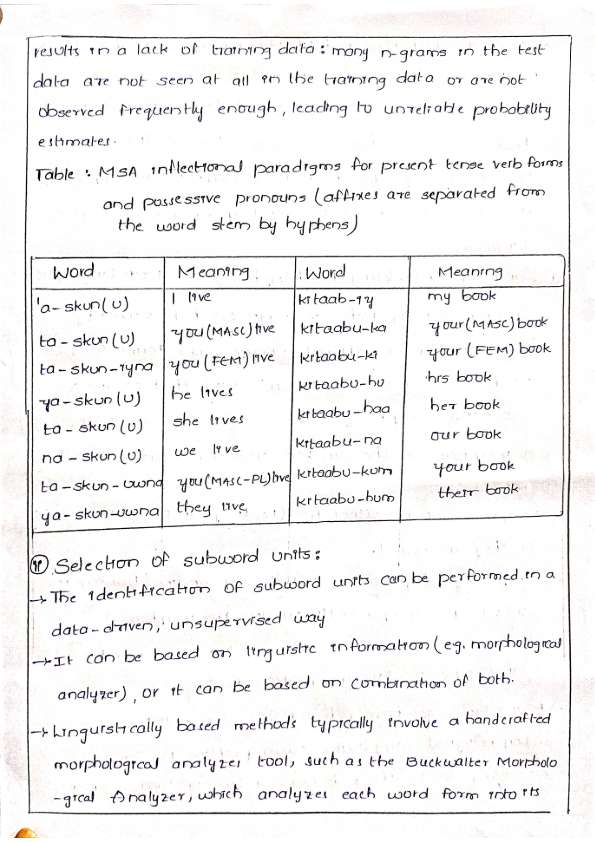 results in a lack of training data: many n-grams in the test
data are not seen at all in the training data or are not
observed frequently enough, leading to unreliable probability
estimates.
Table : MSA inflectional paradigms for present tense verb forms
and possessive pronouns (affixes are separated from
the word stem by hyphens)
Word Meaning Word Meaning
'a-skun(u) I live kitaab-iy my book
ta-skun(u) you(MASC)live kitaabu-ka your(MASC)book
ta-skun-iyna you(FEM)live kitaabu-ki your (FEM) book
ya-skun(u) he lives kitaabu-hu his book
ta-skun(u) she lives kitaabu-haa her book
na-skun(u) we live kitaabu-na our book
ta-skun-uwna you(MASC-PL)live kitaabu-kum your book
ya-skun-uwna they live kitaabu-hum their book
Selection of subword units:
→ The identification of subword units can be performed in a
data-driven, unsupervised way
→ It can be based on linguistic information (eg. morphological
analyzer), or it can be based on combination of both.
→ Linguistically based methods typically involve a handcrafted
morphological analyzer tool, such as the Buckwalter Morpholo
-gical Analyzer, which analyzes each word form into its